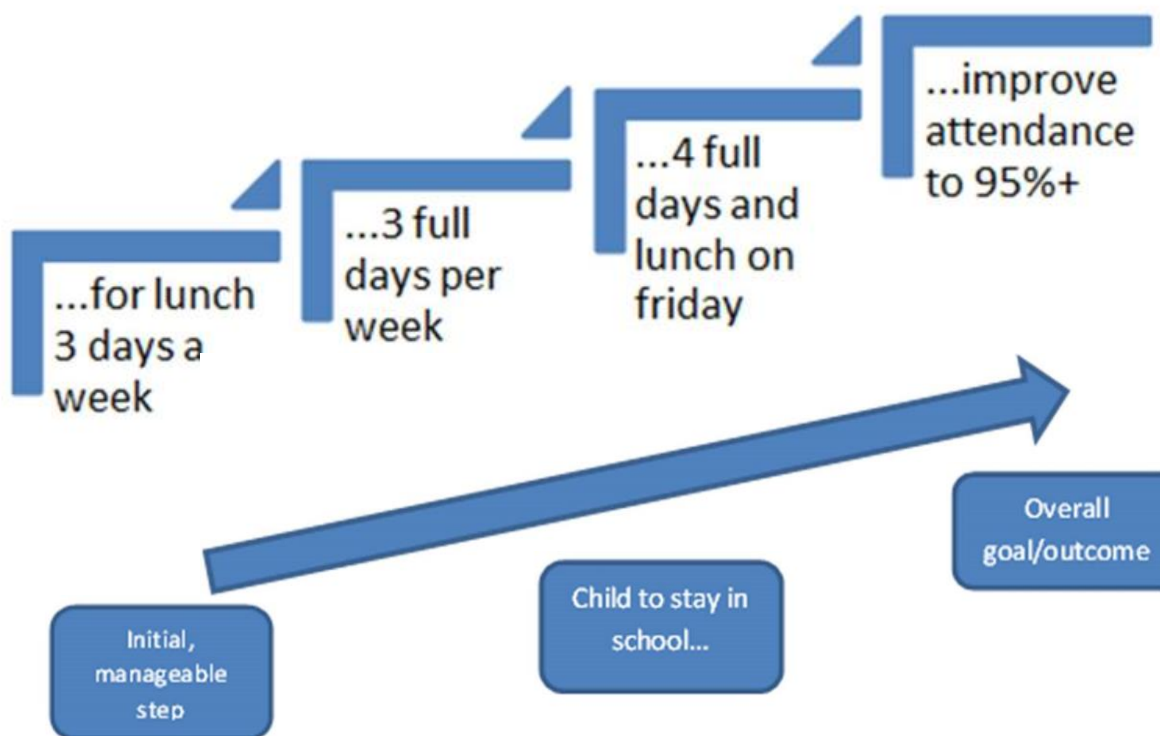 ...for lunch
3 days a
week
...3 full
days per
week
...4 full
days and
lunch on
friday
...improve
attendance
to 95%+
Initial,
manageable
step
Child to stay in
school...
Overall
goal/outcome